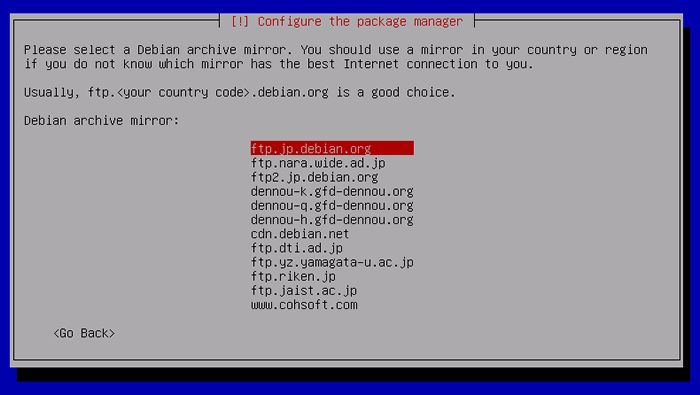 [!] Configure the package manager
Please select a Debian archive mirror. You should use a mirror in your country or region
if you do not know which mirror has the best Internet connection to you.
Usually, ftp.<your country code>.debian.org is a good choice.
Debian archive mirror:
ftp.jp.debian.org
ftp.nara.wide.ad.jp
ftp2.jp.debian.org
dennou-k.gfd-dennou.org
dennou-q.gfd-dennou.org
dennou-h.gfd-dennou.org
cdn.debian.net
ftp.dti.ad.jp
ftp.yz.yamagata-u.ac.jp
ftp.riken.jp
ftp.jaist.ac.jp
www.cohsoft.com
<Go Back>